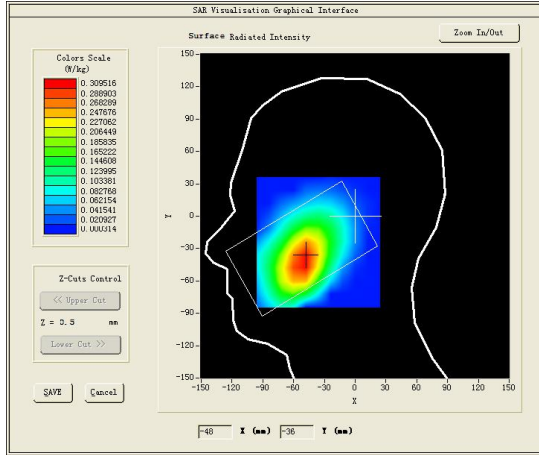 SAR Visualisation Graphical Interface
Surface Radiated Intensity
Zoom In/Out
Colors Scale
(W/kg)
0.309516
0.288903
0.268289
0.247676
0.227062
0.206449
0.185835
0.165222
0.144608
0.123995
0.103381
0.082768
0.062154
0.041541
0.020927
0.000314
Z-Cuts Control
<< Upper Cut
Z = 3.5 mm
Lower Cut >>
SAVE Cancel
150
120
90
60
30
0
-30
-60
-90
-120
-150
Y
-150 -120 -90 -60 -30 0 30 60 90 120 150
X
-48 X (mm) -36 Y (mm)